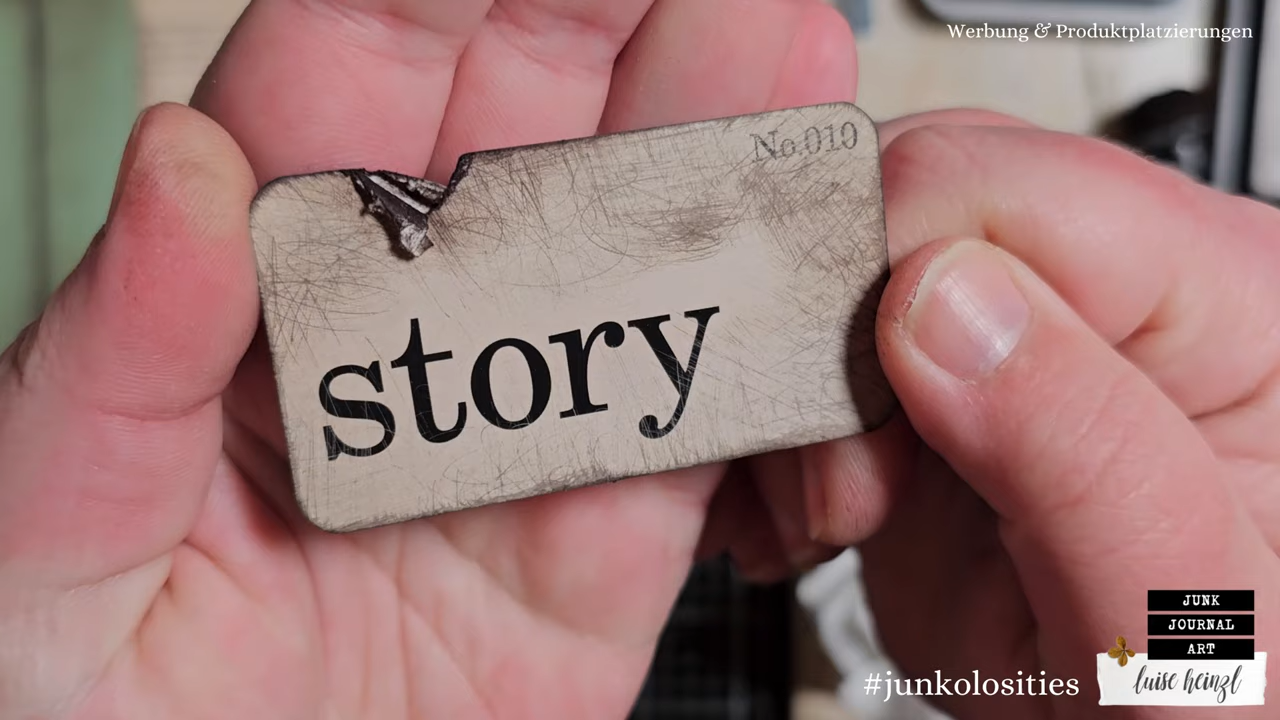 Werbung & Produktplatzierungen
No.010
story
JUNK
JOURNAL
ART
#junkolosities
luise heinzl